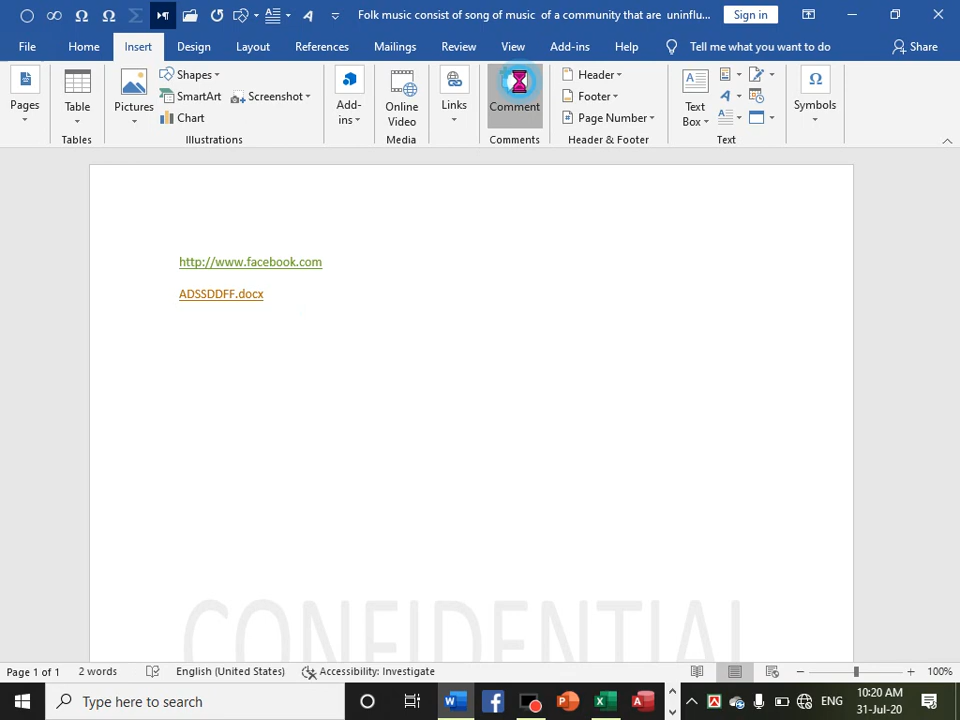 Folk music consist of song of music of a community that are uninflu...
Sign in
File Home Insert Design Layout References Mailings Review View Add-ins Help Tell me what you want to do Share
Pages
Table
Tables
Pictures
Shapes
SmartArt
Chart
Screenshot
Illustrations
Add-
ins
Online
Video
Media
Links
Comment
Comments
Header
Footer
Page Number
Header & Footer
Text
Box
Text
Symbols
http://www.facebook.com
ADSSDDFF.docx
CONFIDENTIAL
Page 1 of 1 2 words English (United States) Accessibility: Investigate 100%
Type here to search
ENG
10:20 AM
31-Jul-20